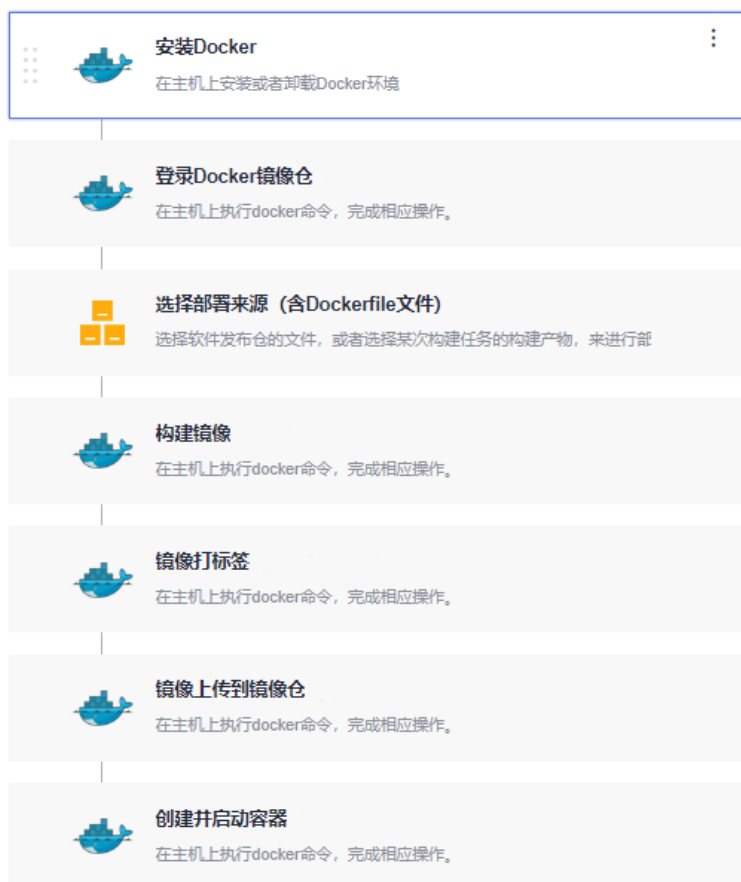 安装Docker
在主机上安装或者卸载Docker环境
登录Docker镜像仓
在主机上执行docker命令，完成相应操作。
选择部署来源（含Dockerfile文件)
选择软件发布仓的文件，或者选择某次构建任务的构建产物，来进行部
构建镜像
在主机上执行docker命令，完成相应操作。
镜像打标签
在主机上执行docker命令，完成相应操作。
镜像上传到镜像仓
在主机上执行docker命令，完成相应操作。
创建并启动容器
在主机上执行docker命令，完成相应操作。